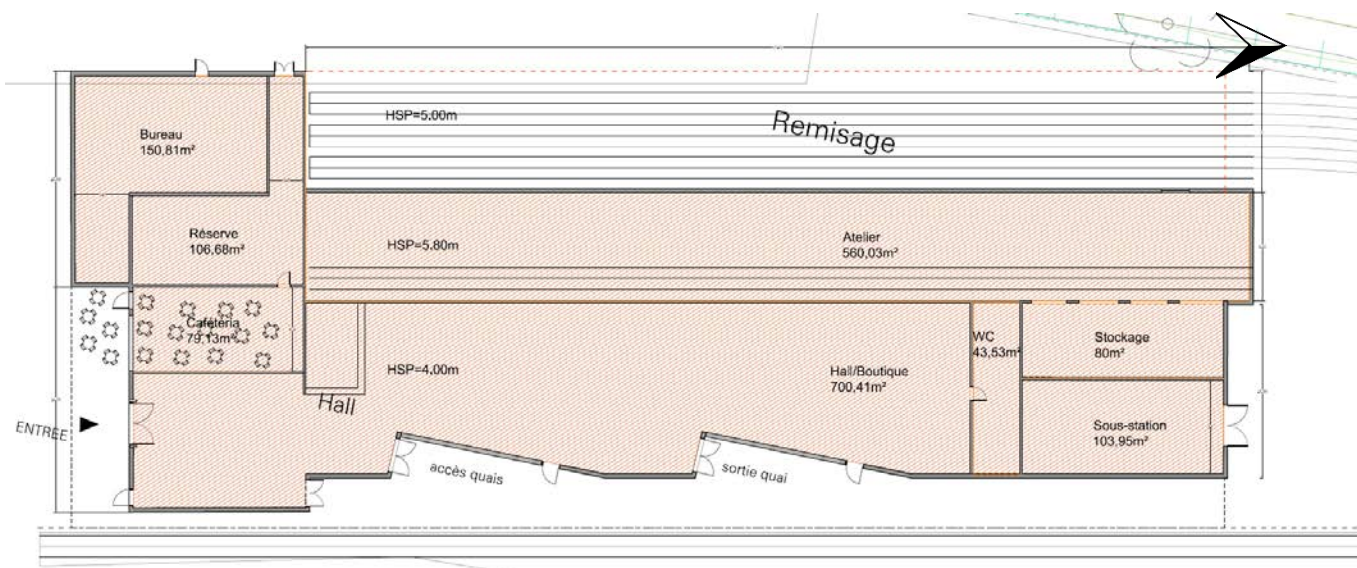 HSP=5.00m
Remisage
Bureau
150,81m²
Réserve
106,68m²
HSP=5.80m
Atelier
560,03m²
Cafétéria
79,13m²
WC
43,53m²
Stockage
80m²
HSP=4.00m
Hall/Boutique
700,41m²
Hall
ENTREE
Sous-station
103,95m²
accès quais
sortie quai